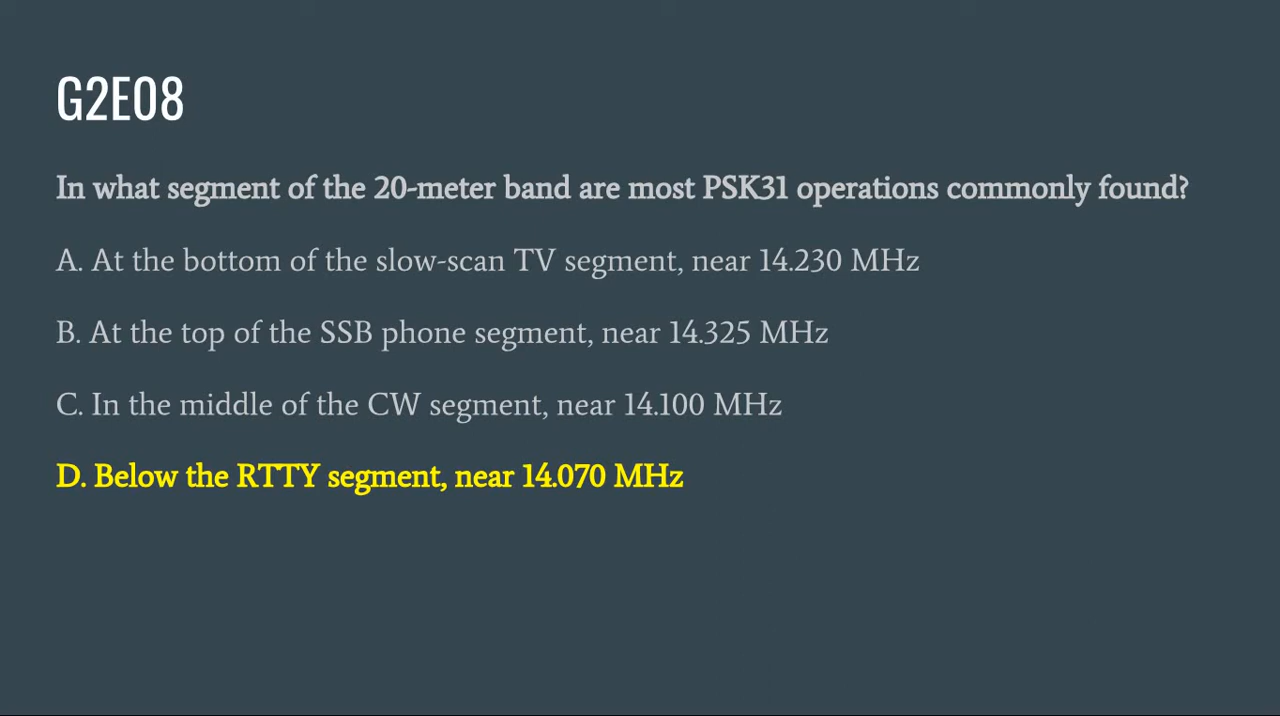 G2E08
In what segment of the 20-meter band are most PSK31 operations commonly found?
A. At the bottom of the slow-scan TV segment, near 14.230 MHz
B. At the top of the SSB phone segment, near 14.325 MHz
C. In the middle of the CW segment, near 14.100 MHz
D. Below the RTTY segment, near 14.070 MHz